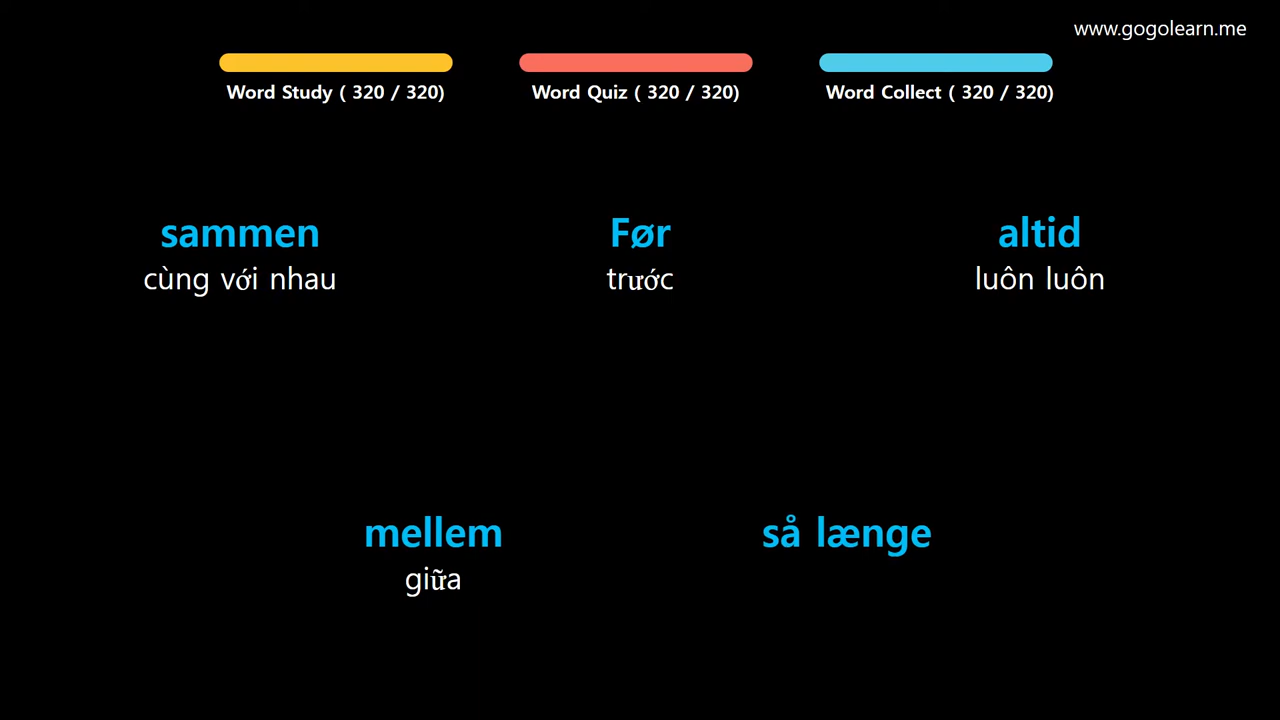 www.gogolearn.me
Word Study ( 320 / 320)
Word Quiz ( 320 / 320)
Word Collect ( 320 / 320)
sammen
cùng với nhau
Før
trước
altid
luôn luôn
mellem
giữa
så længe